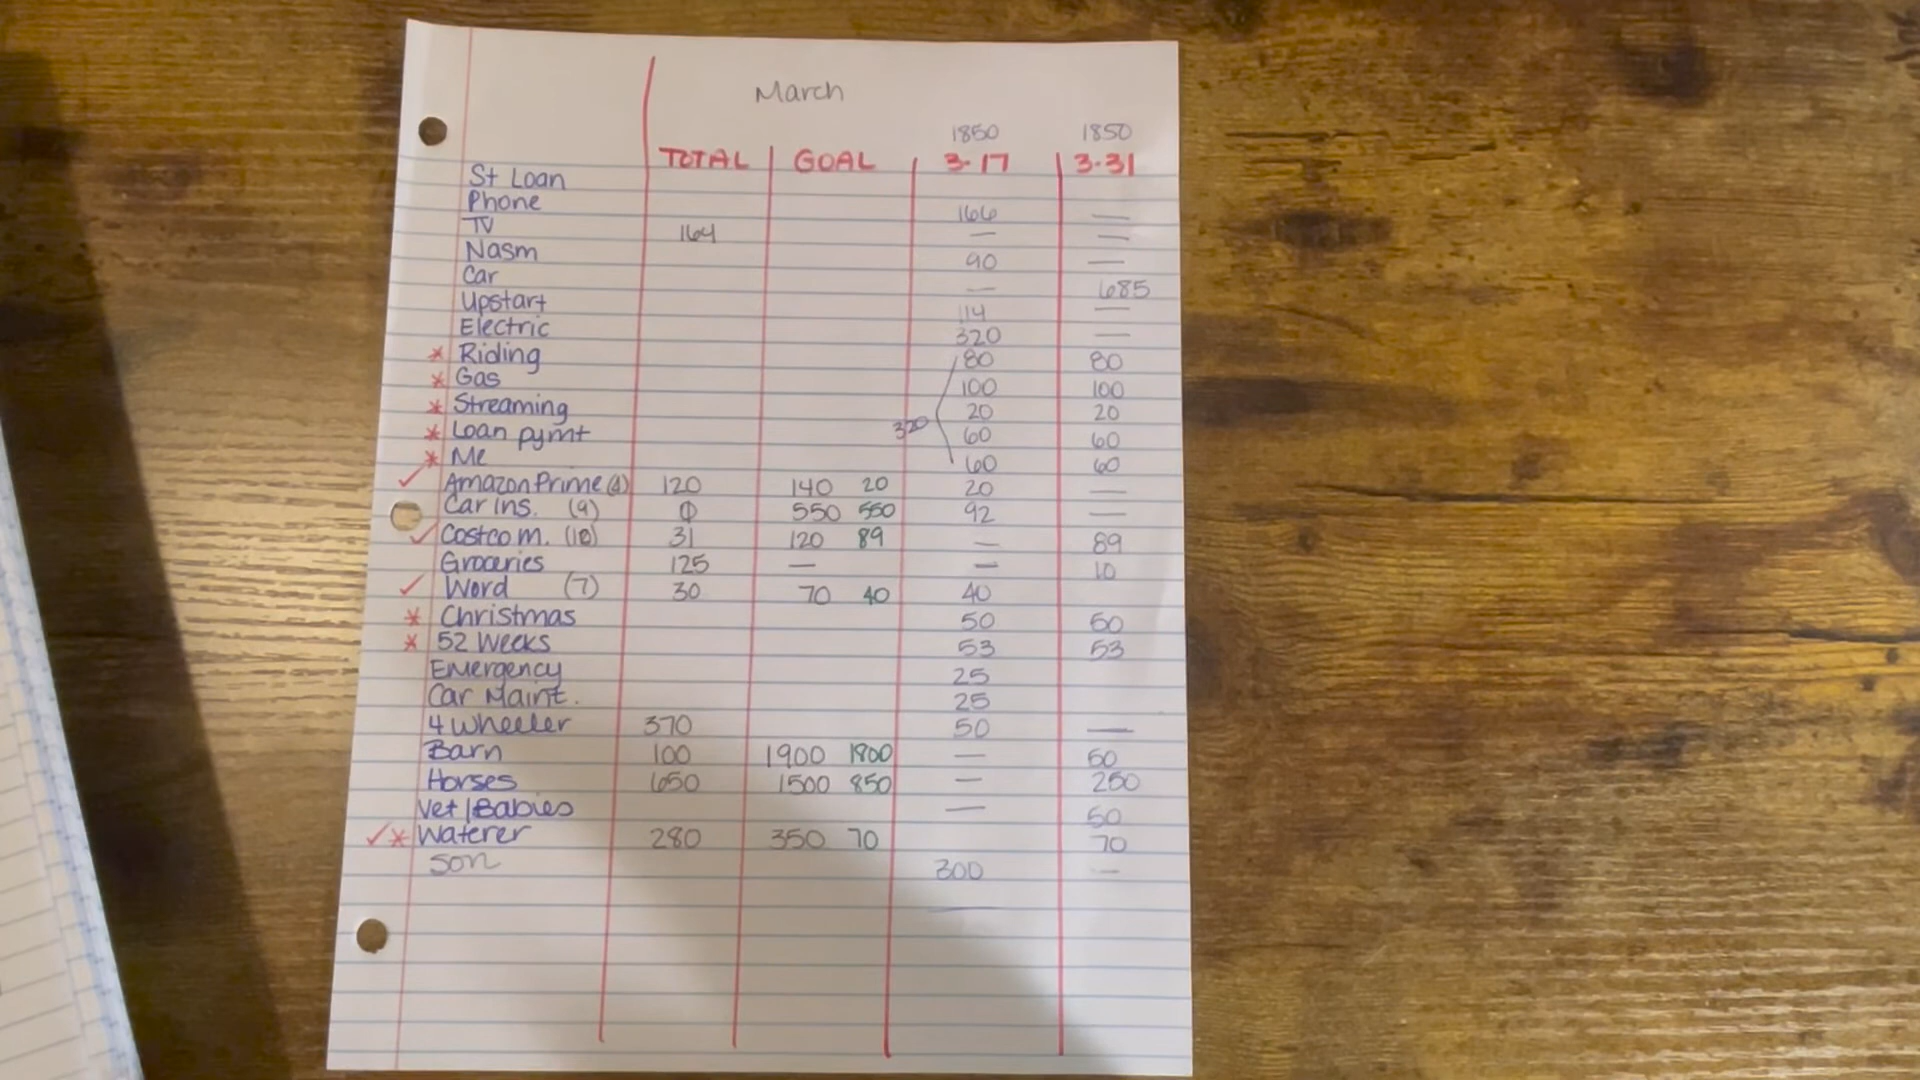 March
1850 1850
TOTAL GOAL 3-17 3-31
St Loan
Phone 166 —
TV 164 — —
Nasm 90 —
Car — 685
Upstart 114 —
Electric 320 —
* Riding 80 80
* Gas 100 100
* Streaming 20 20
* Loan pymt 320 60 60
* Me 60 60
✓ Amazon Prime (4) 120 140 20 20 —
Car ins. (9) 0 550 550 92 —
✓ Costco m. (10) 31 120 89 — 89
Groceries 125 — — 10
✓ Word (7) 30 70 40 40
* Christmas 50 50
* 52 Weeks 53 53
Emergency 25
Car Maint. 25
4 Wheeler 370 50 —
Barn 100 1900 1800 — 50
Horses 650 1500 850 — 250
Vet/Babies — 50
✓* Waterer 280 350 70 70
Son 300 —